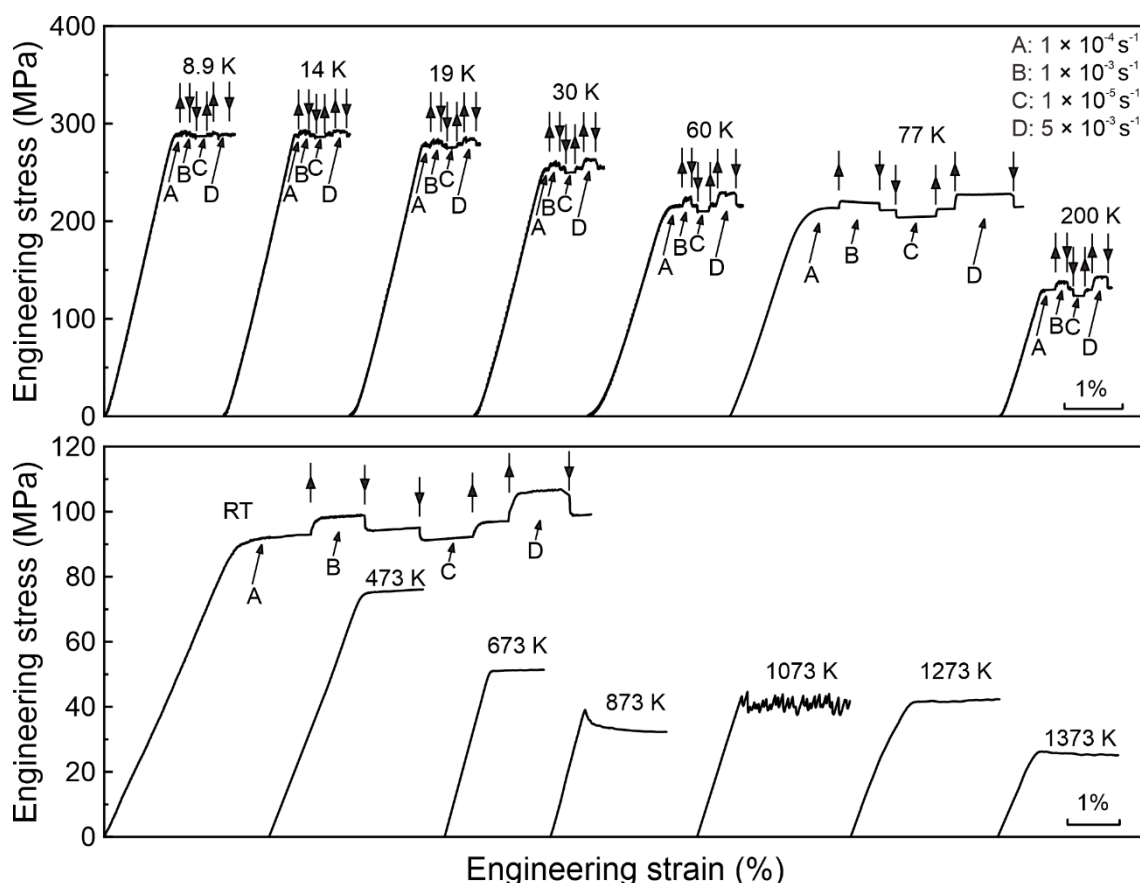 Engineering stress (MPa)
400
300
200
100
0
8.9 K
14 K
19 K
30 K
60 K
77 K
200 K
A: 1 × 10⁻⁴ s⁻¹
B: 1 × 10⁻³ s⁻¹
C: 1 × 10⁻⁵ s⁻¹
D: 5 × 10⁻³ s⁻¹
A B C D
A B C D
A B C D
A B C D
A B C D
A B C D
A B C D
1%
Engineering stress (MPa)
120
100
80
60
40
20
0
RT
A B C D
473 K
673 K
873 K
1073 K
1273 K
1373 K
1%
Engineering strain (%)